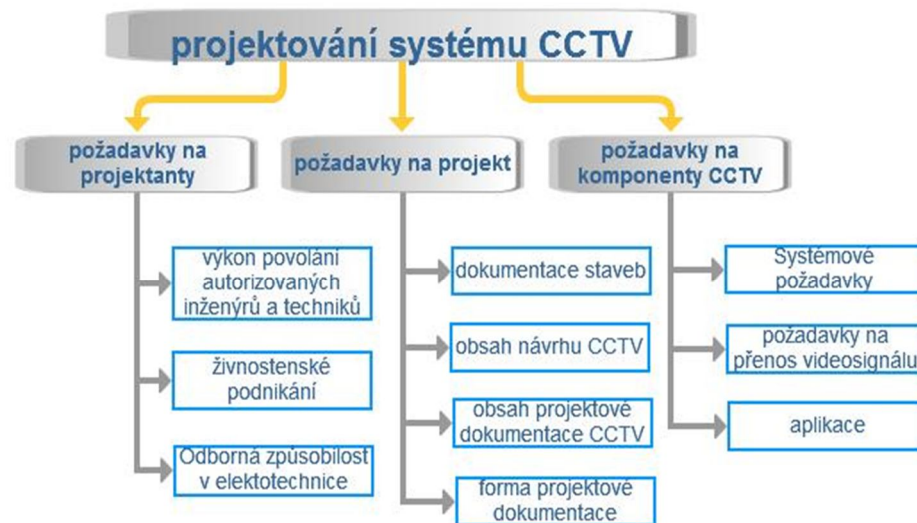 projektování systému CCTV
požadavky na
projektanty
požadavky na projekt
požadavky na
komponenty CCTV
výkon povolání
autorizovaných
inženýrů a techniků
živnostenské
podnikání
Odborná způsobilost
v elektotechnice
dokumentace staveb
obsah návrhu CCTV
obsah projektové
dokumentace CCTV
forma projektové
dokumentace
Systémové
požadavky
požadavky na
přenos videosignálu
aplikace